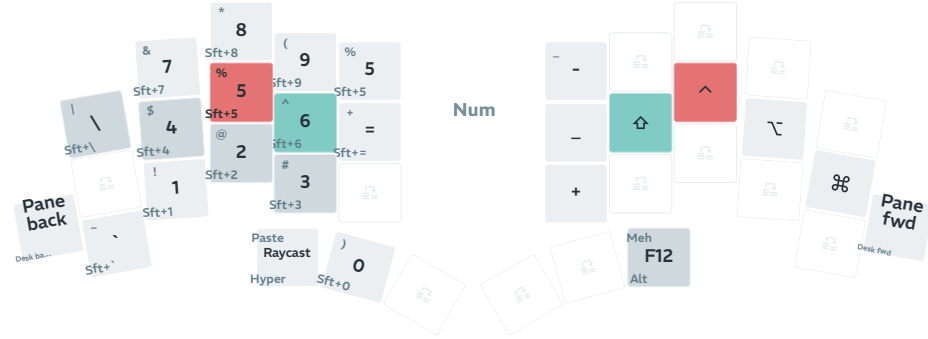 *
8
Sft+8
&
7
Sft+7
(
9
Sft+9
%
5
Sft+5
%
5
Sft+5
|
\
Sft+\
$
4
Sft+4
^
6
Sft+6
+
=
Sft+=
@
2
Sft+2
!
1
Sft+1
#
3
Sft+3
Pane
back
Desk ba...
~
`
Sft+`
Paste
Raycast
Hyper
)
0
Sft+0
Num
_
-
_
+
⇧
^
⌥
⌘
Pane
fwd
Desk fwd
Meh
F12
Alt